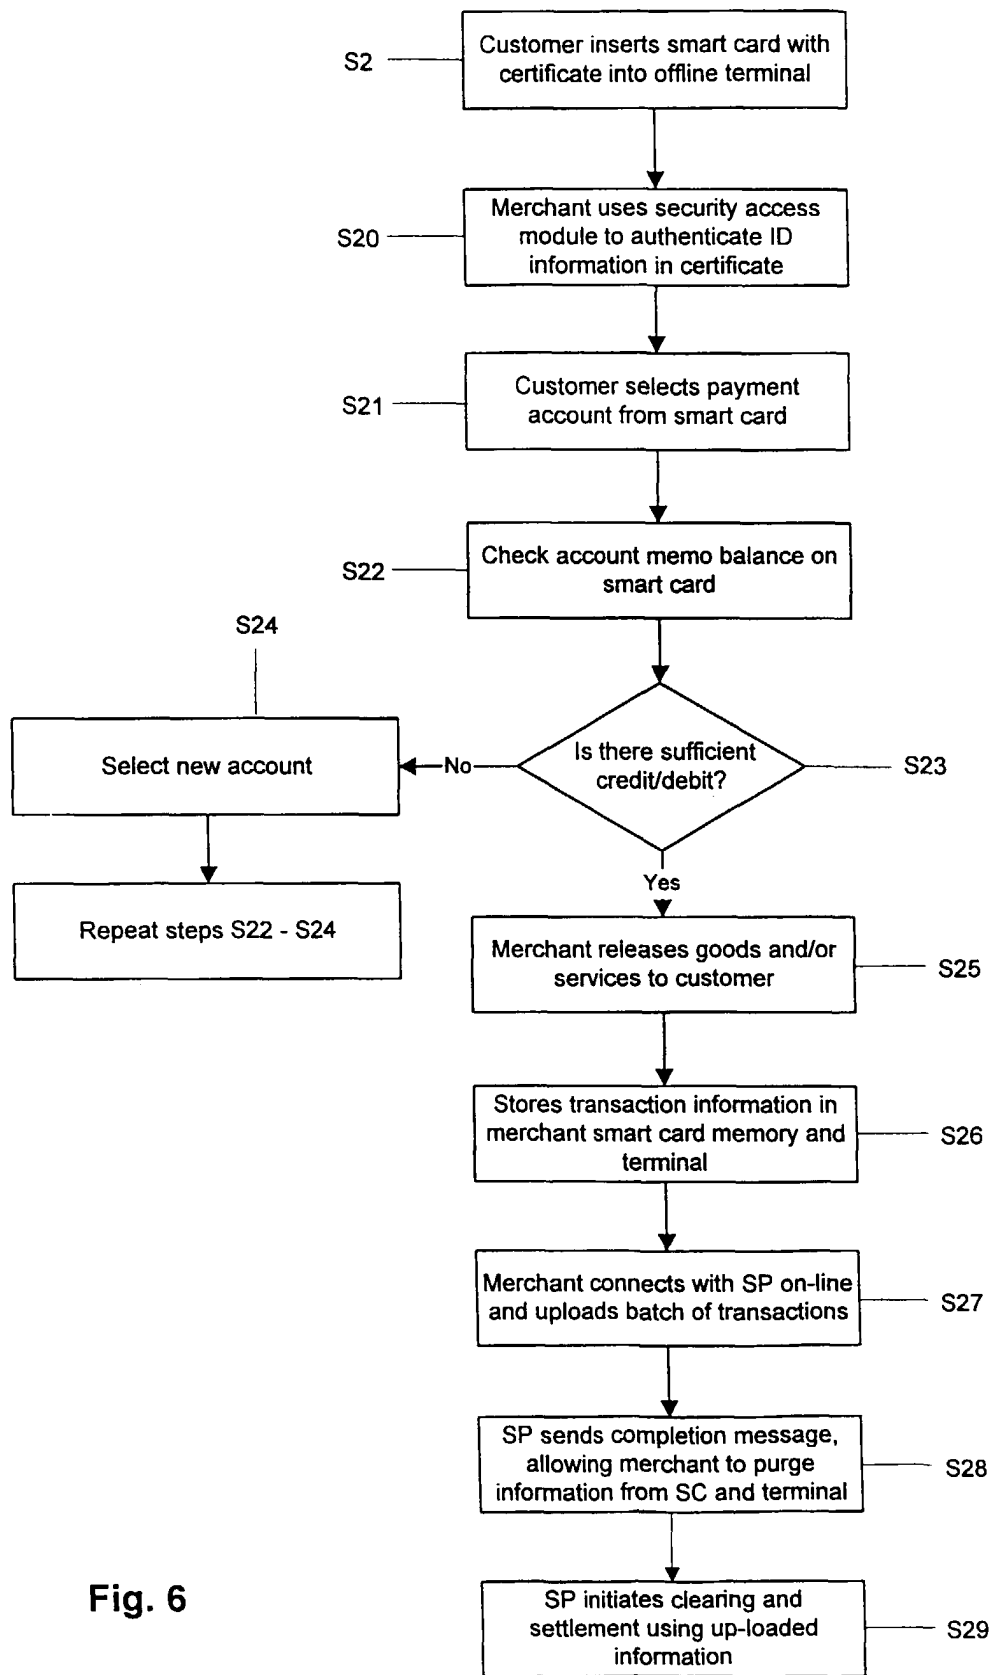 S2
Customer inserts smart card with
certificate into offline terminal
S20
Merchant uses security access
module to authenticate ID
information in certificate
S21
Customer selects payment
account from smart card
S22
Check account memo balance on
smart card
S24
Select new account
No
Is there sufficient
credit/debit?
S23
Repeat steps S22 - S24
Yes
Merchant releases goods and/or
services to customer
S25
Stores transaction information in
merchant smart card memory and
terminal
S26
Merchant connects with SP on-line
and uploads batch of transactions
S27
SP sends completion message,
allowing merchant to purge
information from SC and terminal
S28
SP initiates clearing and
settlement using up-loaded
information
S29
Fig. 6